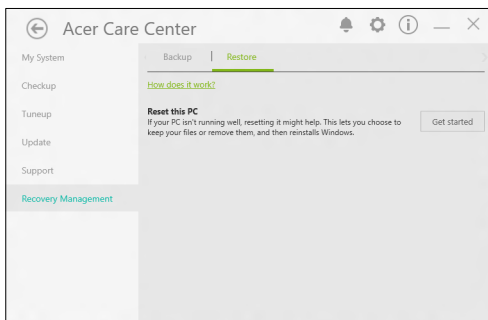 Acer Care Center
My System
Checkup
Tuneup
Update
Support
Recovery Management
Backup
Restore
How does it work?
Reset this PC
If your PC isn't running well, resetting it might help. This lets you choose to
keep your files or remove them, and then reinstalls Windows.
Get started